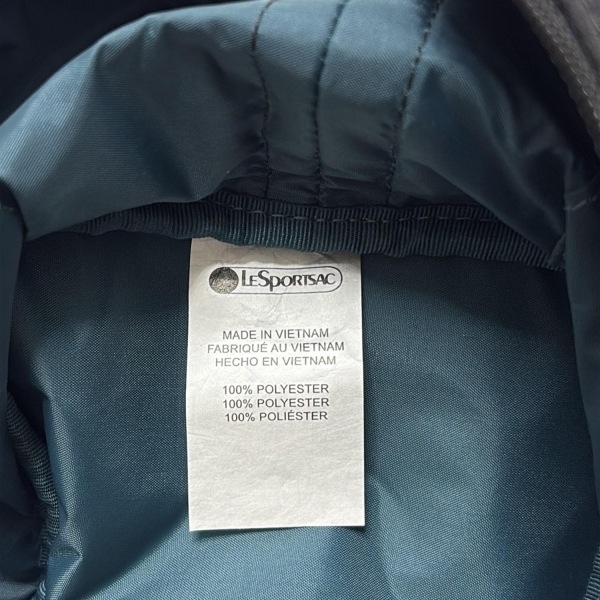 LeSportsac
MADE IN VIETNAM
FABRIQUÉ AU VIETNAM
HECHO EN VIETNAM
100% POLYESTER
100% POLYESTER
100% POLIÉSTER